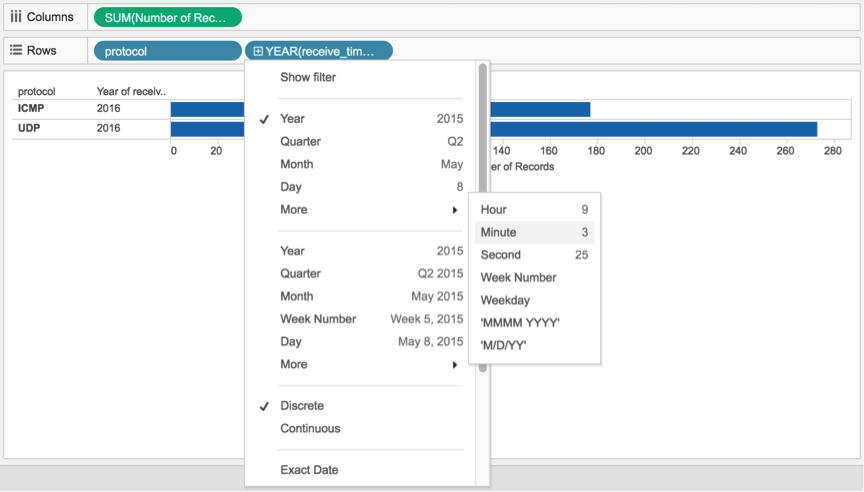 Columns SUM(Number of Rec...
Rows protocol YEAR(receive_tim...
Show filter
protocol Year of receiv..
ICMP 2016
UDP 2016
0 20 140 160 180 200 220 240 260 280
er of Records
Year 2015
Quarter Q2
Month May
Day 8
More
Year 2015
Quarter Q2 2015
Month May 2015
Week Number Week 5, 2015
Day May 8, 2015
More
Discrete
Continuous
Exact Date
Hour 9
Minute 3
Second 25
Week Number
Weekday
'MMMM YYYY'
'M/D/YY'